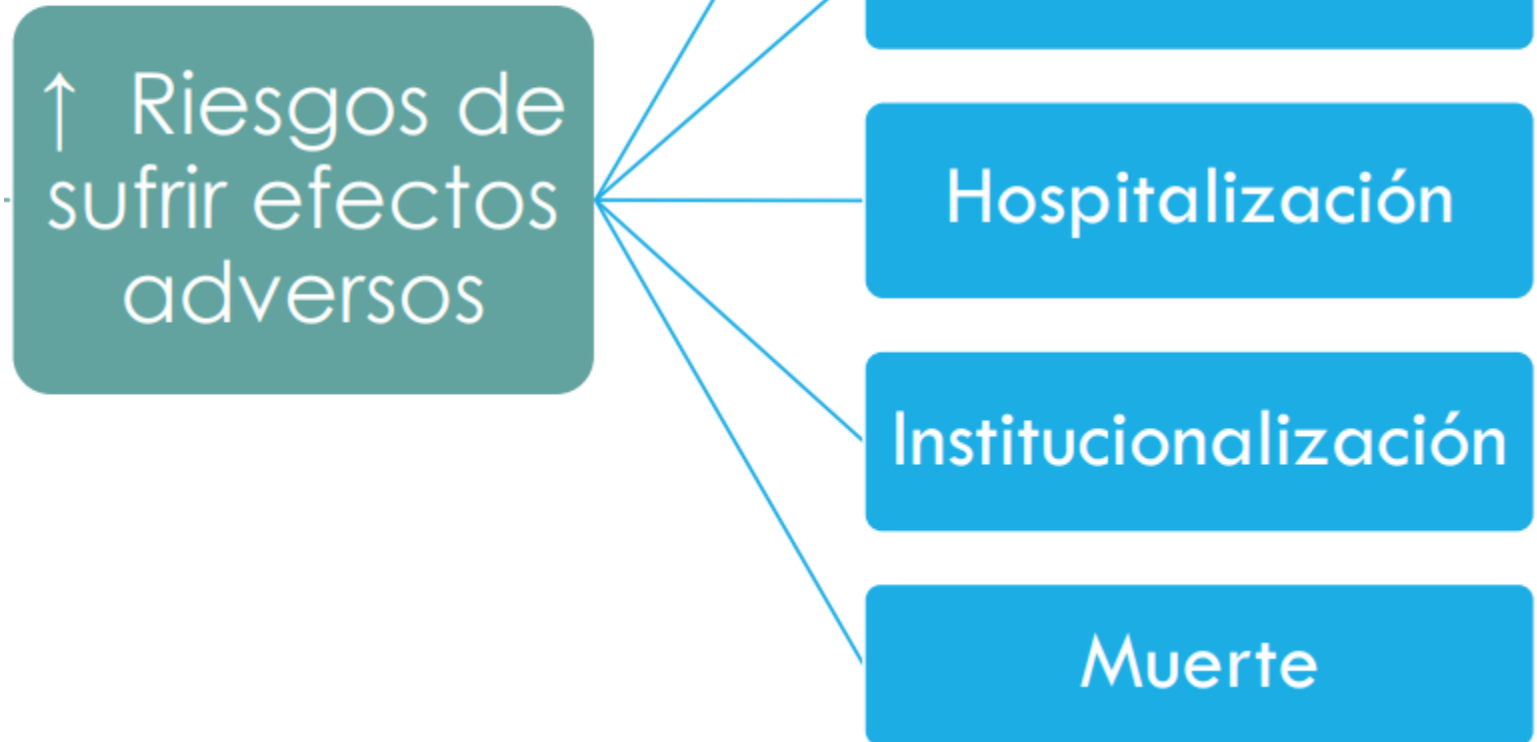 ↑ Riesgos de
sufrir efectos
adversos
Hospitalización
Institucionalización
Muerte